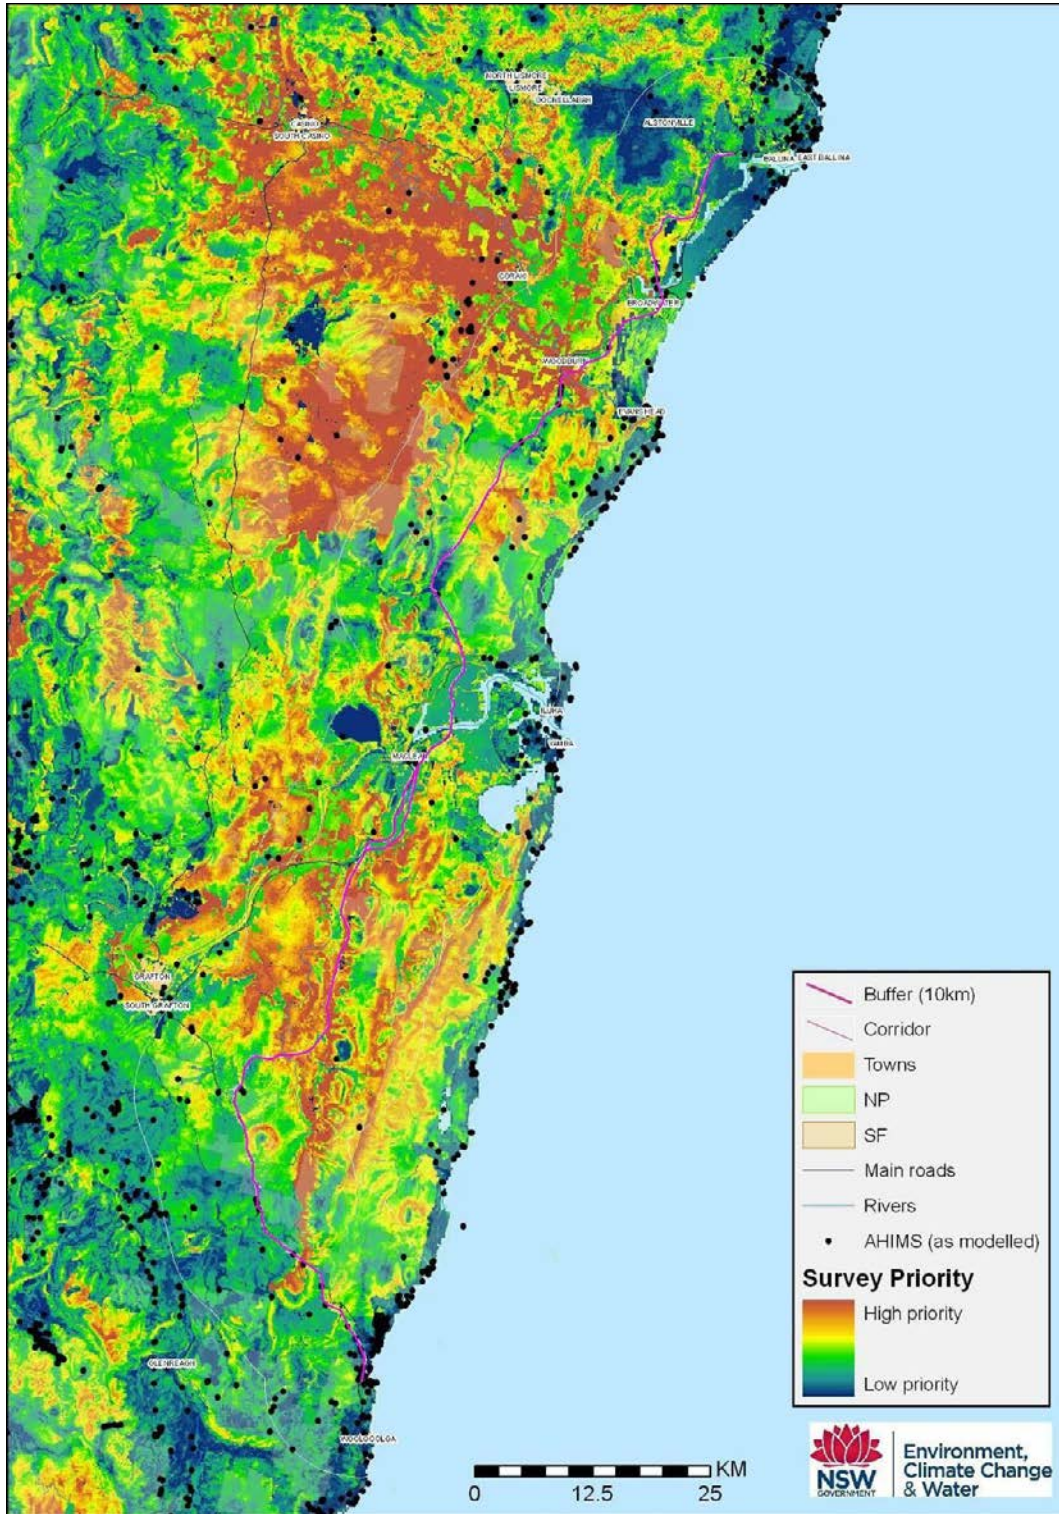 NORTH LISMORE
LISMORE
GOONELLABAH
ALSTONVILLE
CASINO
SOUTH CASINO
BALLINA
EAST BALLINA
CORAKI
BROADWATER
WOODBURN
EVANS HEAD
ILUKA
YAMBA
MACLEA
GRAFTON
SOUTH GRAFTON
GLENREAGH
WOOLGOOLGA
Buffer (10km)
Corridor
Towns
NP
SF
Main roads
Rivers
AHIMS (as modelled)
Survey Priority
High priority
Low priority
KM
0 12.5 25
NSW
GOVERNMENT
Environment,
Climate Change
& Water